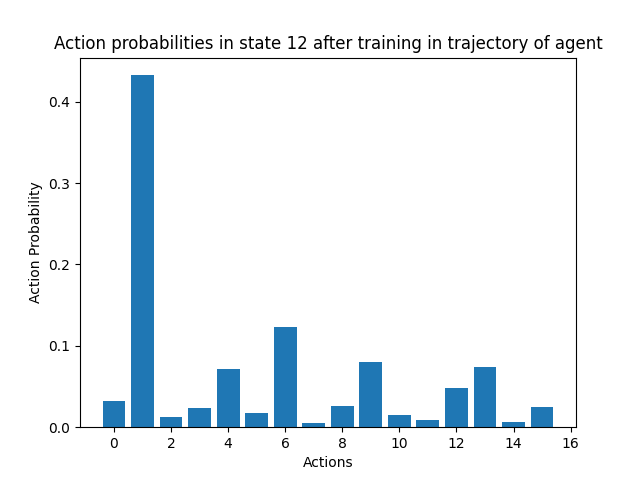 Action probabilities in state 12 after training in trajectory of agent
Action Probability
0.4
0.3
0.2
0.1
0.0
0 2 4 6 8 10 12 14 16
Actions